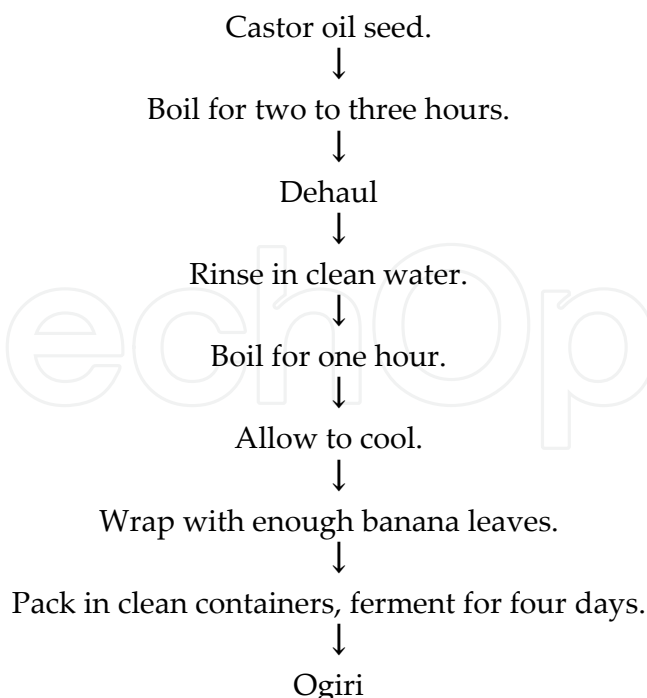 Castor oil seed.
↓
Boil for two to three hours.
↓
Dehaul
↓
Rinse in clean water.
↓
Boil for one hour.
↓
Allow to cool.
↓
Wrap with enough banana leaves.
↓
Pack in clean containers, ferment for four days.
↓
Ogiri
echOp